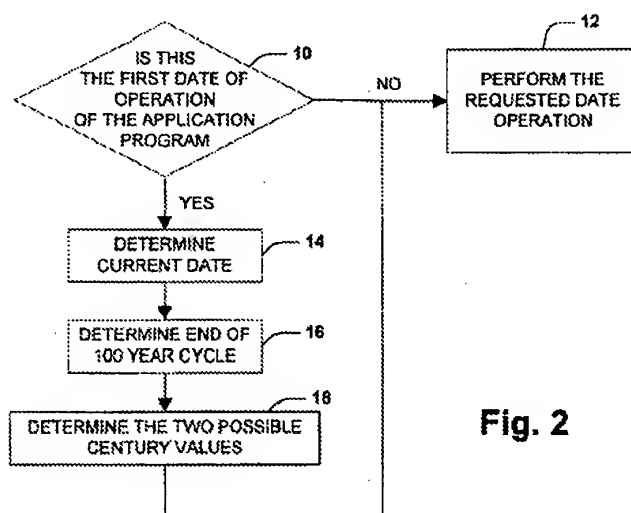 10
IS THIS
THE FIRST DATE OF
OPERATION
OF THE APPLICATION
PROGRAM
NO
12
PERFORM THE
REQUESTED DATE
OPERATION
YES
14
DETERMINE
CURRENT DATE
16
DETERMINE END OF
100 YEAR CYCLE
18
DETERMINE THE TWO POSSIBLE
CENTURY VALUES
Fig. 2